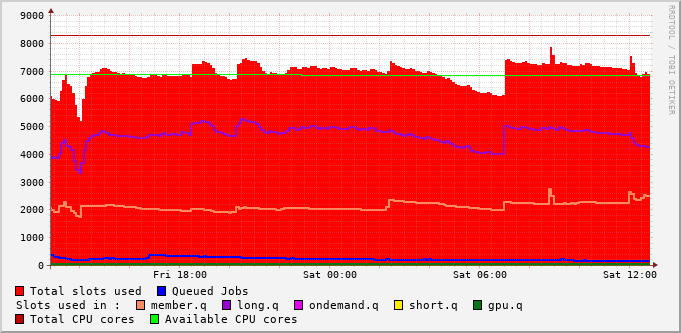 9000
8000
7000
6000
5000
4000
3000
2000
1000
0
Fri 18:00 Sat 00:00 Sat 06:00 Sat 12:00
RRDTOOL / TOBI OETIKER
Total slots used Queued Jobs
Slots used in : member.q long.q ondemand.q short.q gpu.q
Total CPU cores Available CPU cores